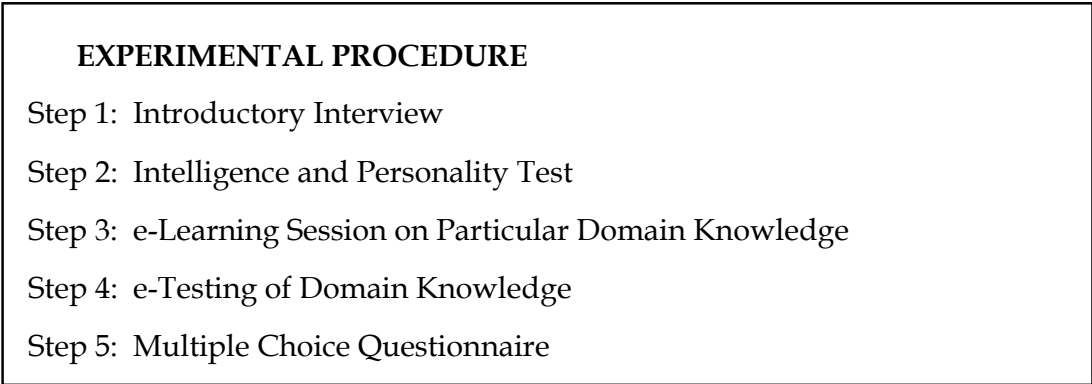 EXPERIMENTAL PROCEDURE
Step 1: Introductory Interview
Step 2: Intelligence and Personality Test
Step 3: e-Learning Session on Particular Domain Knowledge
Step 4: e-Testing of Domain Knowledge
Step 5: Multiple Choice Questionnaire